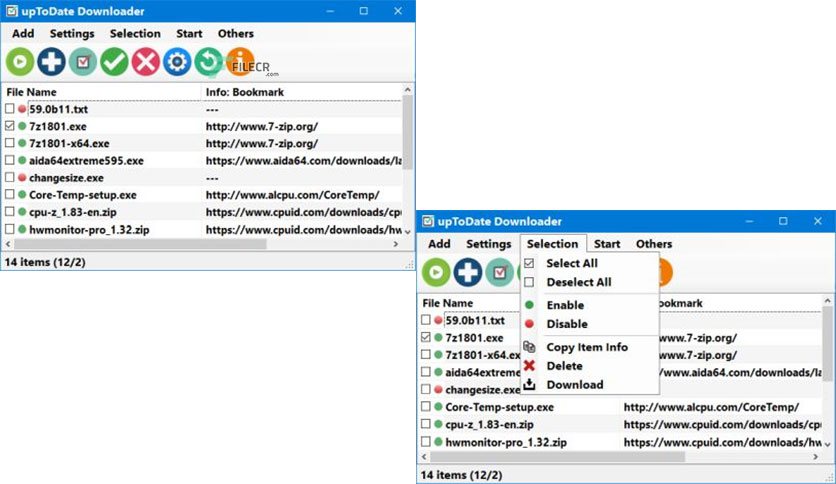 upToDate Downloader
Add Settings Selection Start Others
FILECR
.com
File Name Info: Bookmark
59.0b11.txt ---
7z1801.exe http://www.7-zip.org/
7z1801-x64.exe http://www.7-zip.org/
aida64extreme595.exe https://www.aida64.com/downloads/la
changesize.exe ---
Core-Temp-setup.exe http://www.alcpu.com/CoreTemp/
cpu-z_1.83-en.zip https://www.cpuid.com/downloads/cpu
hwmonitor-pro_1.32.zip https://www.cpuid.com/downloads/hw
14 items (12/2)
upToDate Downloader
Add Settings Selection Start Others
Select All
Deselect All
Enable
Disable
Copy Item Info
Delete
Download
File Name ookmark
59.0b11.txt
7z1801.exe www.7-zip.org/
7z1801-x64.ex www.7-zip.org/
aida64extreme www.aida64.com/downloads/la
changesize.exe
Core-Temp-setup.exe http://www.alcpu.com/CoreTemp/
cpu-z_1.83-en.zip https://www.cpuid.com/downloads/cpu
hwmonitor-pro_1.32.zip https://www.cpuid.com/downloads/hw
14 items (12/2)